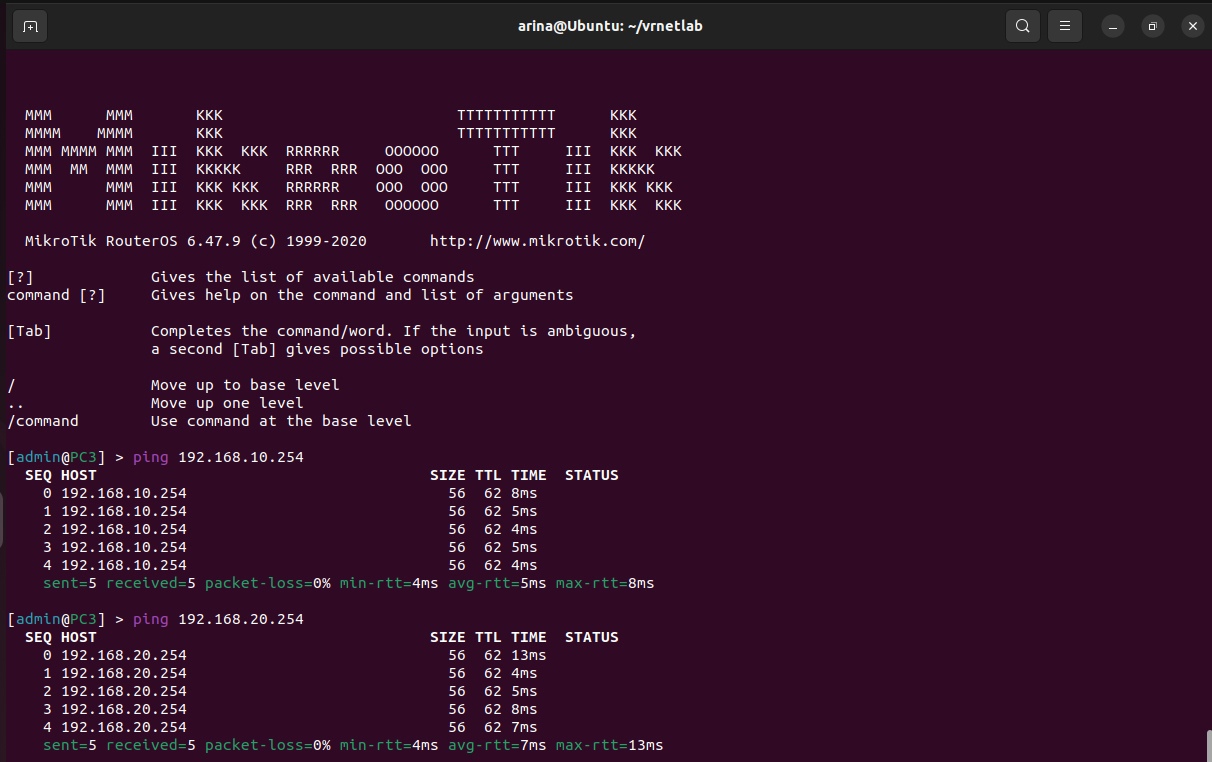 arina@Ubuntu: ~/vrnetlab
  MMM      MMM       KKK                          TTTTTTTTTTT      KKK
  MMMM    MMMM       KKK                          TTTTTTTTTTT      KKK
  MMM MMMM MMM  III  KKK  KKK  RRRRRR     OOOOOO      TTT     III  KKK  KKK
  MMM  MM  MMM  III  KKKKK     RRR  RRR  OOO  OOO     TTT     III  KKKKK
  MMM      MMM  III  KKK KKK   RRRRRR    OOO  OOO     TTT     III  KKK KKK
  MMM      MMM  III  KKK  KKK  RRR  RRR   OOOOOO      TTT     III  KKK  KKK
  MikroTik RouterOS 6.47.9 (c) 1999-2020       http://www.mikrotik.com/
[?]             Gives the list of available commands
command [?]     Gives help on the command and list of arguments
[Tab]           Completes the command/word. If the input is ambiguous,
                a second [Tab] gives possible options
/               Move up to base level
..              Move up one level
/command        Use command at the base level
[admin@PC3] > ping 192.168.10.254
  SEQ HOST                                     SIZE TTL TIME  STATUS
    0 192.168.10.254                             56  62 8ms
    1 192.168.10.254                             56  62 5ms
    2 192.168.10.254                             56  62 4ms
    3 192.168.10.254                             56  62 5ms
    4 192.168.10.254                             56  62 4ms
    sent=5 received=5 packet-loss=0% min-rtt=4ms avg-rtt=5ms max-rtt=8ms
[admin@PC3] > ping 192.168.20.254
  SEQ HOST                                     SIZE TTL TIME  STATUS
    0 192.168.20.254                             56  62 13ms
    1 192.168.20.254                             56  62 4ms
    2 192.168.20.254                             56  62 5ms
    3 192.168.20.254                             56  62 8ms
    4 192.168.20.254                             56  62 7ms
    sent=5 received=5 packet-loss=0% min-rtt=4ms avg-rtt=7ms max-rtt=13ms